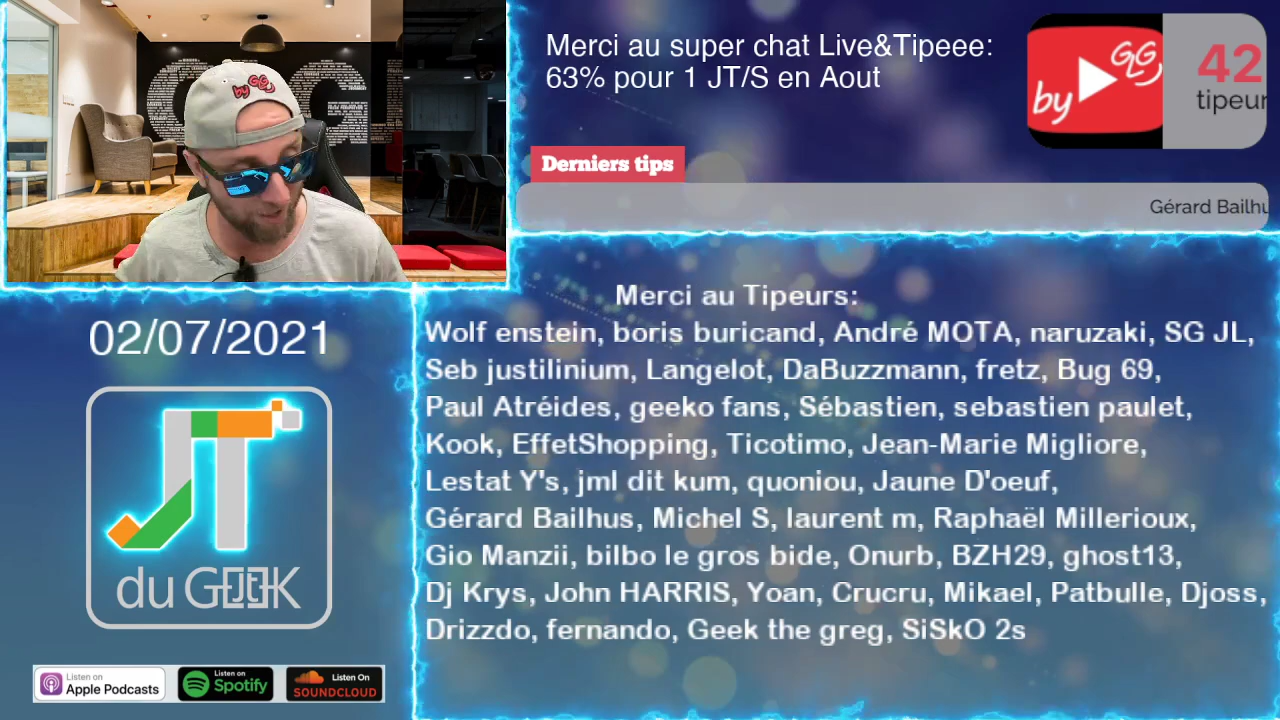 Merci au super chat Live&Tipeee:
63% pour 1 JT/S en Aout
by GLG
42
tipeur
Derniers tips
Gérard Bailhu
by GLG
02/07/2021
JT
du GEEK
Listen on
Apple Podcasts
Listen on
Spotify
Listen On
SOUNDCLOUD
Merci au Tipeurs:
Wolf enstein, boris buricand, André MOTA, naruzaki, SG JL,
Seb justilinium, Langelot, DaBuzzmann, fretz, Bug 69,
Paul Atréides, geeko fans, Sébastien, sebastien paulet,
Kook, EffetShopping, Ticotimo, Jean-Marie Migliore,
Lestat Y's, jml dit kum, quoniou, Jaune D'oeuf,
Gérard Bailhus, Michel S, laurent m, Raphaël Millerioux,
Gio Manzii, bilbo le gros bide, Onurb, BZH29, ghost13,
Dj Krys, John HARRIS, Yoan, Crucru, Mikael, Patbulle, Djoss,
Drizzdo, fernando, Geek the greg, SiSkO 2s